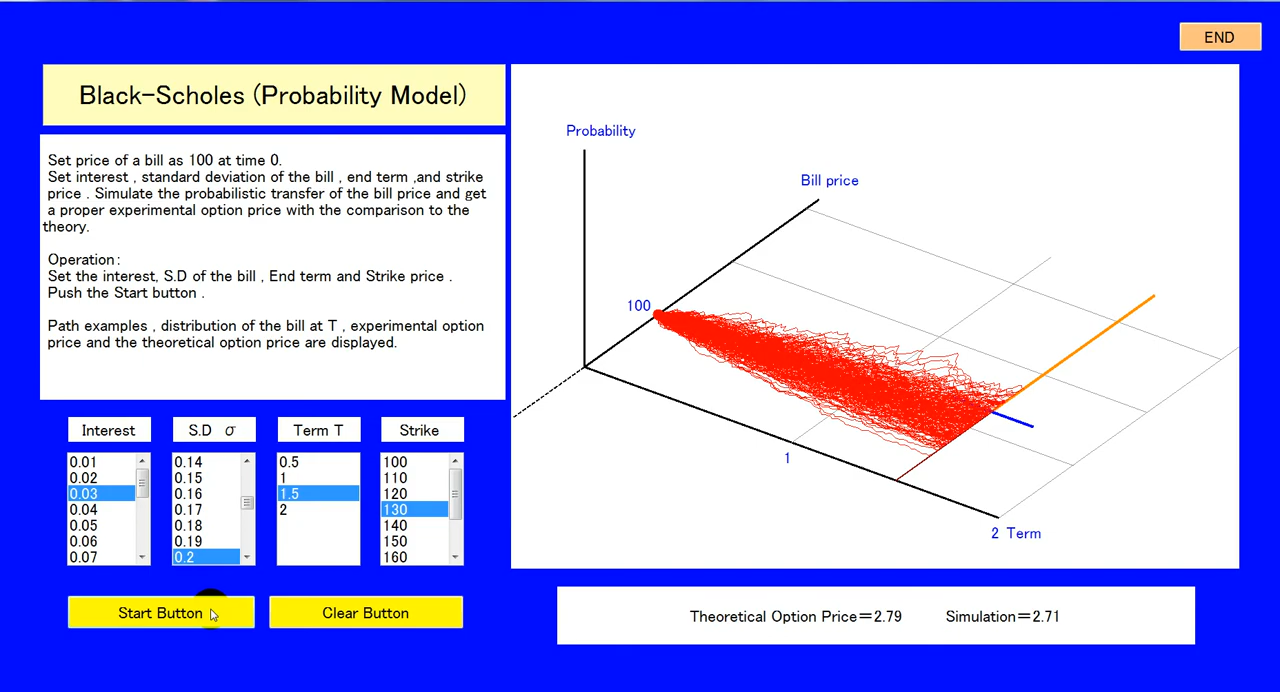 END
Black-Scholes (Probability Model)
Set price of a bill as 100 at time 0.
Set interest , standard deviation of the bill , end term ,and strike
price . Simulate the probabilistic transfer of the bill price and get
a proper experimental option price with the comparison to the
theory.
Operation:
Set the interest, S.D of the bill , End term and Strike price .
Push the Start button .
Path examples , distribution of the bill at T , experimental option
price and the theoretical option price are displayed.
Interest
S.D σ
Term T
Strike
0.01
0.02
0.03
0.04
0.05
0.06
0.07
0.14
0.15
0.16
0.17
0.18
0.19
0.2
0.5
1
1.5
2
100
110
120
130
140
150
160
Start Button
Clear Button
Probability
Bill price
100
1
2 Term
Theoretical Option Price=2.79 Simulation=2.71